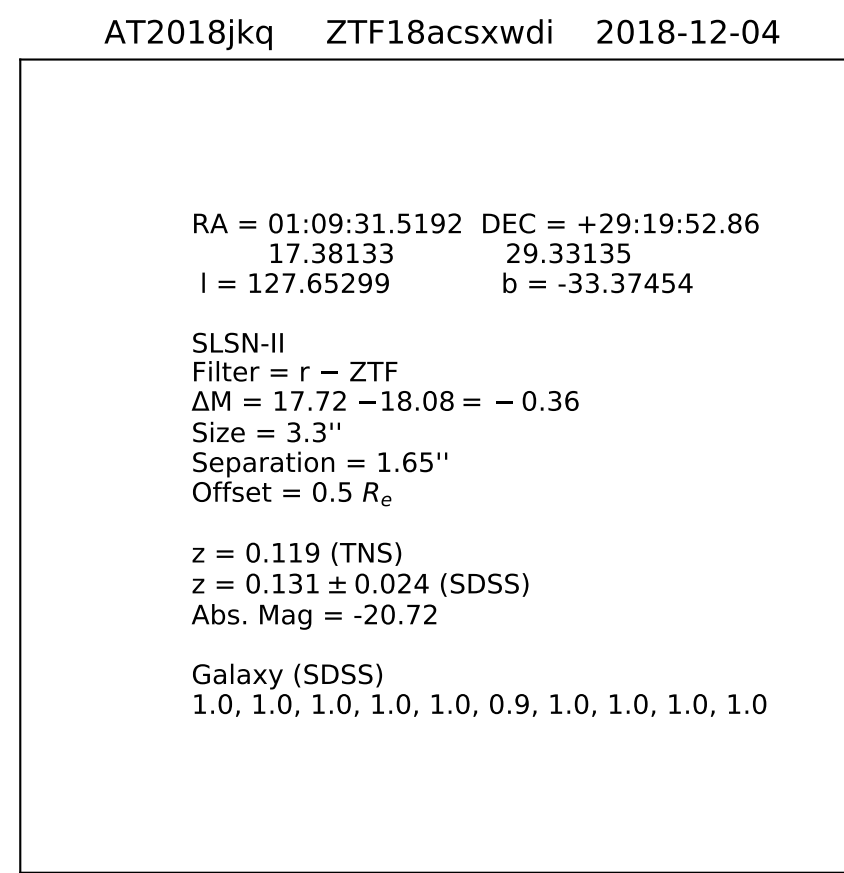 AT2018jkq ZTF18acsxwdi 2018-12-04
RA = 01:09:31.5192 DEC = +29:19:52.86
17.38133 29.33135
l = 127.65299 b = -33.37454
SLSN-II
Filter = r − ZTF
ΔM = 17.72 −18.08 = − 0.36
Size = 3.3''
Separation = 1.65''
Offset = 0.5 Rₑ
z = 0.119 (TNS)
z = 0.131 ± 0.024 (SDSS)
Abs. Mag = -20.72
Galaxy (SDSS)
1.0, 1.0, 1.0, 1.0, 1.0, 0.9, 1.0, 1.0, 1.0, 1.0